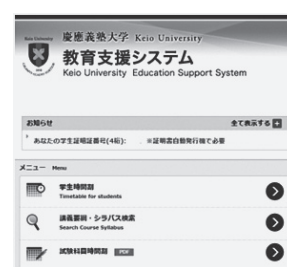 慶應義塾大学 Keio University
教育支援システム
Keio University Education Support System
お知らせ
全て表示する
あなたの学生証明証番号(4桁): ※証明書自動発行機で必要
メニュー Menu
学生時間割
Timetable for students
講義要綱・シラバス検索
Search Course Syllabus
試験科目時間割 PDF